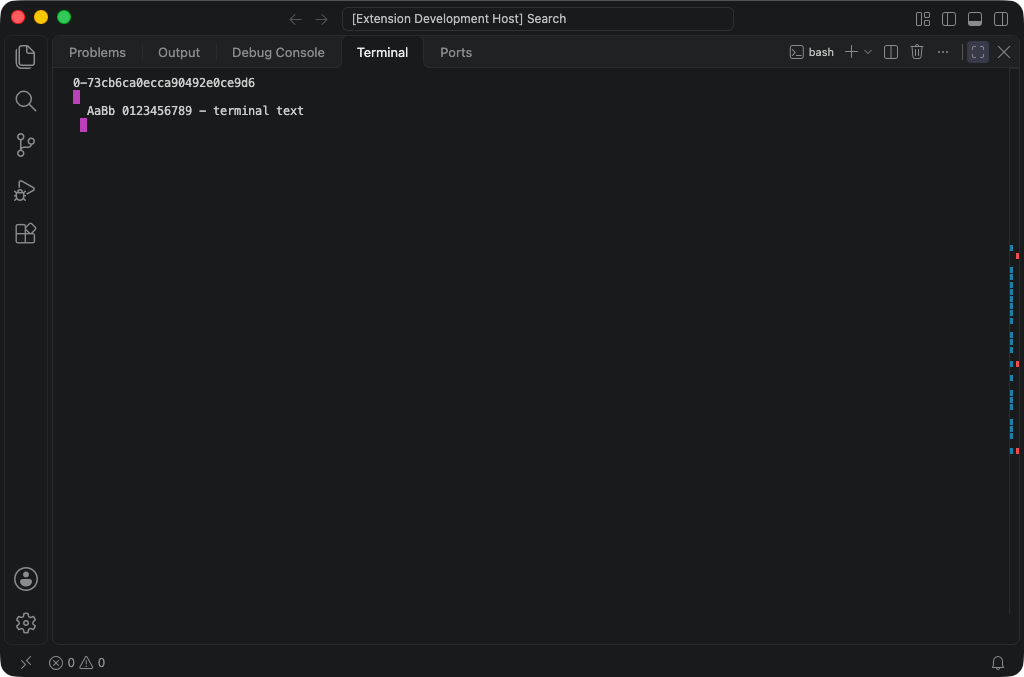 [Extension Development Host] Search
Problems Output Debug Console Terminal Ports bash
0-73cb6ca0ecca90492e0ce9d6
AaBb 0123456789 - terminal text
0 0